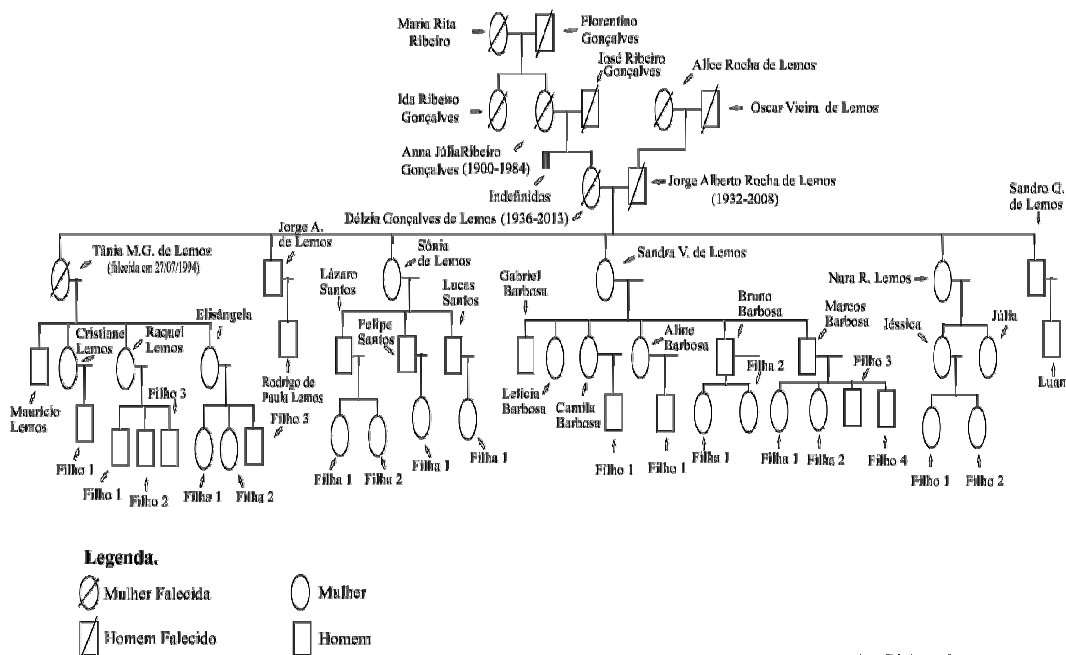 Maria Rita
Ribeiro
Florentino
Gonçalves
José Ribeiro
Gonçalves
Alice Rocha de Lemos
Ida Ribeiro
Gonçalves
Oscar Vieira de Lemos
Anna JúliaRibeiro
Gonçalves (1900-1984)
Indefinidos
Jorge Alberto Rocha de Lemos
(1932-2008)
Délzia Gonçalves de Lemos (1936-2013)
Sandro G.
de Lemos
Tânia M.G. de Lemos
(falecida em 27/07/1994)
Jorge A.
de Lemos
Sônia
de Lemos
Sandra V. de Lemos
Nara R. Lemos
Lázaro
Santos
Lucas
Santos
Gabriel
Barbosa
Bruno
Barbosa
Marcos
Barbosa
Elisângela
Cristiane
Lemos
Raquel
Lemos
Felipe
Santos
Aline
Barbosa
Jéssica
Júlia
Maurício
Lemos
Filho 3
Rodrigo de
Paula Lemos
Letícia
Barbosa
Camila
Barbosa
Filha 2
Filho 3
Luan
Filho 1
Filho 1
Filho 2
Filha 1
Filha 2
Filho 3
Filha 1
Filha 2
Filha 1
Filha 1
Filho 1
Filho 1
Filha 1
Filha 1
Filha 2
Filho 4
Filho 1
Filho 2
Legenda.
Mulher Falecida
Mulher
Homem Falecido
Homem